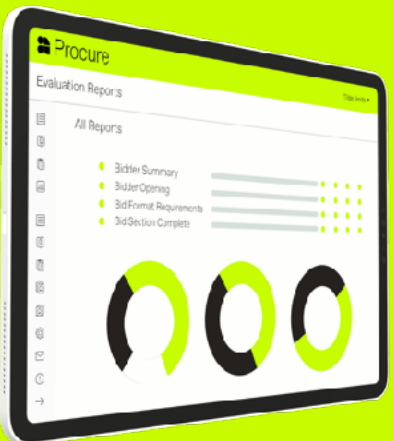 Procure
Evaluation Reports
All Reports
Bidder Summary
Bidder Opening
Bid Format Requirements
Bid Section Complete